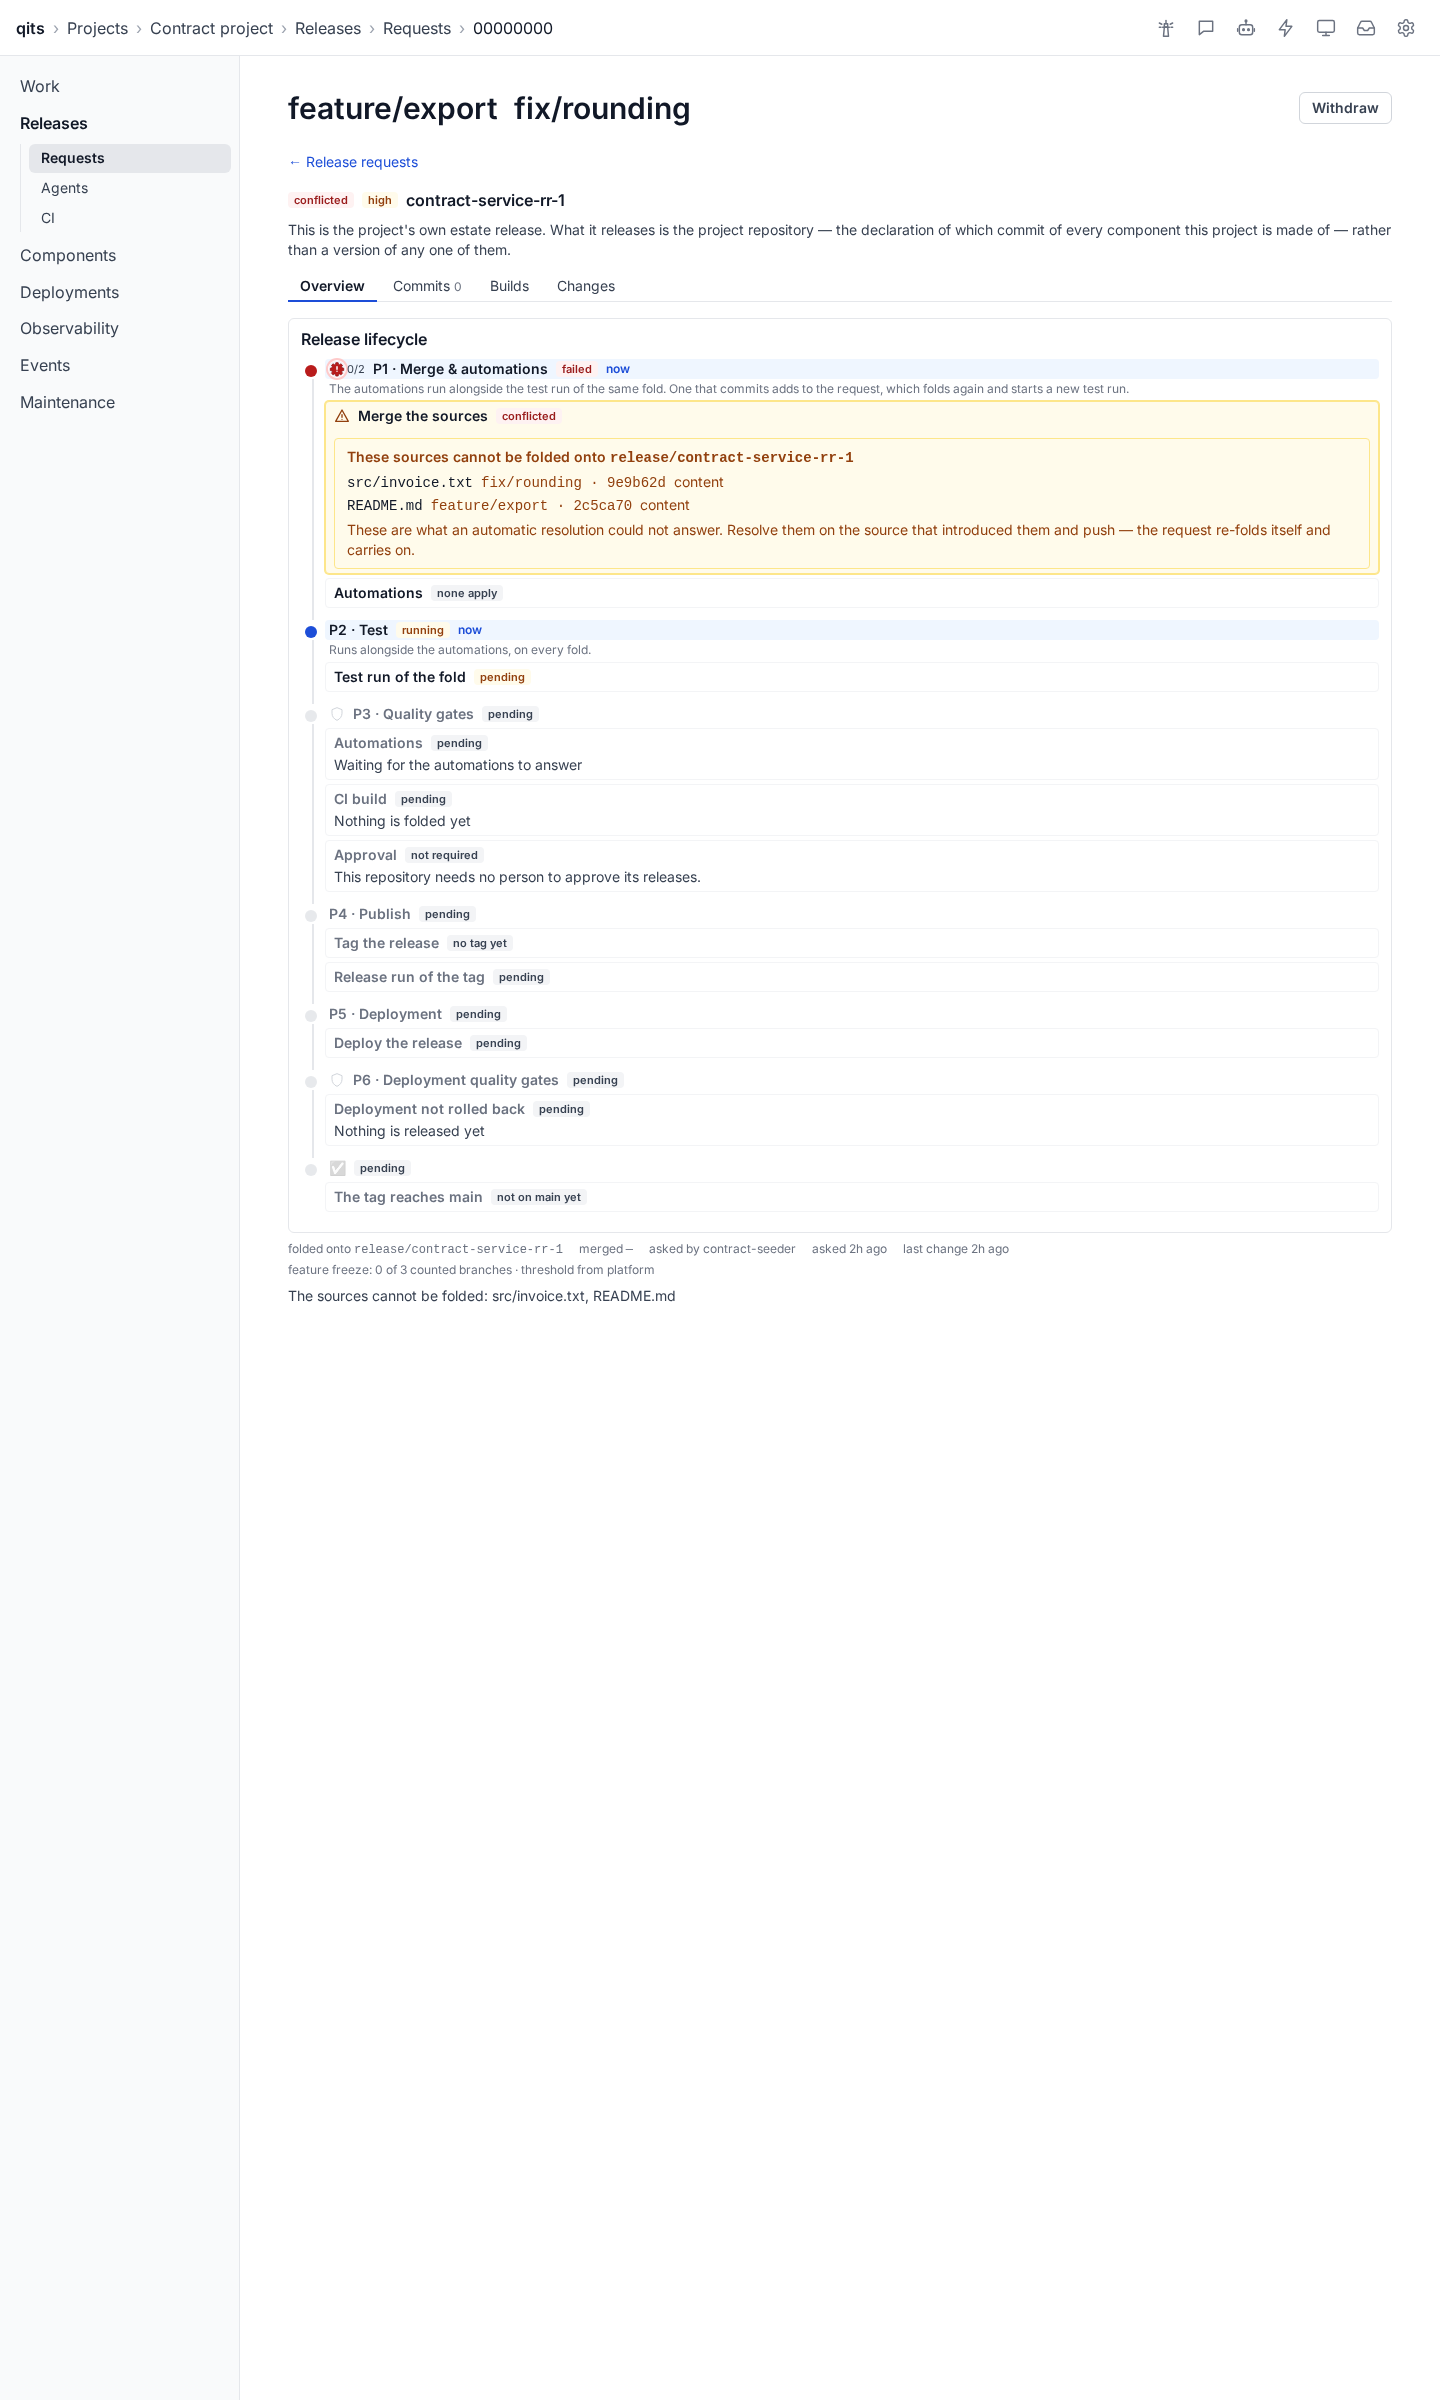 qits › Projects › Contract project › Releases › Requests › 00000000
Work
Releases
Requests
Agents
CI
Components
Deployments
Observability
Events
Maintenance
feature/export fix/rounding
Withdraw
← Release requests
conflicted high contract-service-rr-1
This is the project's own estate release. What it releases is the project repository — the declaration of which commit of every component this project is made of — rather
than a version of any one of them.
Overview Commits 0 Builds Changes
Release lifecycle
0/2 P1 · Merge & automations failed now
The automations run alongside the test run of the same fold. One that commits adds to the request, which folds again and starts a new test run.
Merge the sources conflicted
These sources cannot be folded onto release/contract-service-rr-1
src/invoice.txt fix/rounding · 9e9b62d content
README.md feature/export · 2c5ca70 content
These are what an automatic resolution could not answer. Resolve them on the source that introduced them and push — the request re-folds itself and
carries on.
Automations none apply
P2 · Test running now
Runs alongside the automations, on every fold.
Test run of the fold pending
P3 · Quality gates pending
Automations pending
Waiting for the automations to answer
CI build pending
Nothing is folded yet
Approval not required
This repository needs no person to approve its releases.
P4 · Publish pending
Tag the release no tag yet
Release run of the tag pending
P5 · Deployment pending
Deploy the release pending
P6 · Deployment quality gates pending
Deployment not rolled back pending
Nothing is released yet
✅ pending
The tag reaches main not on main yet
folded onto release/contract-service-rr-1 merged — asked by contract-seeder asked 2h ago last change 2h ago
feature freeze: 0 of 3 counted branches · threshold from platform
The sources cannot be folded: src/invoice.txt, README.md